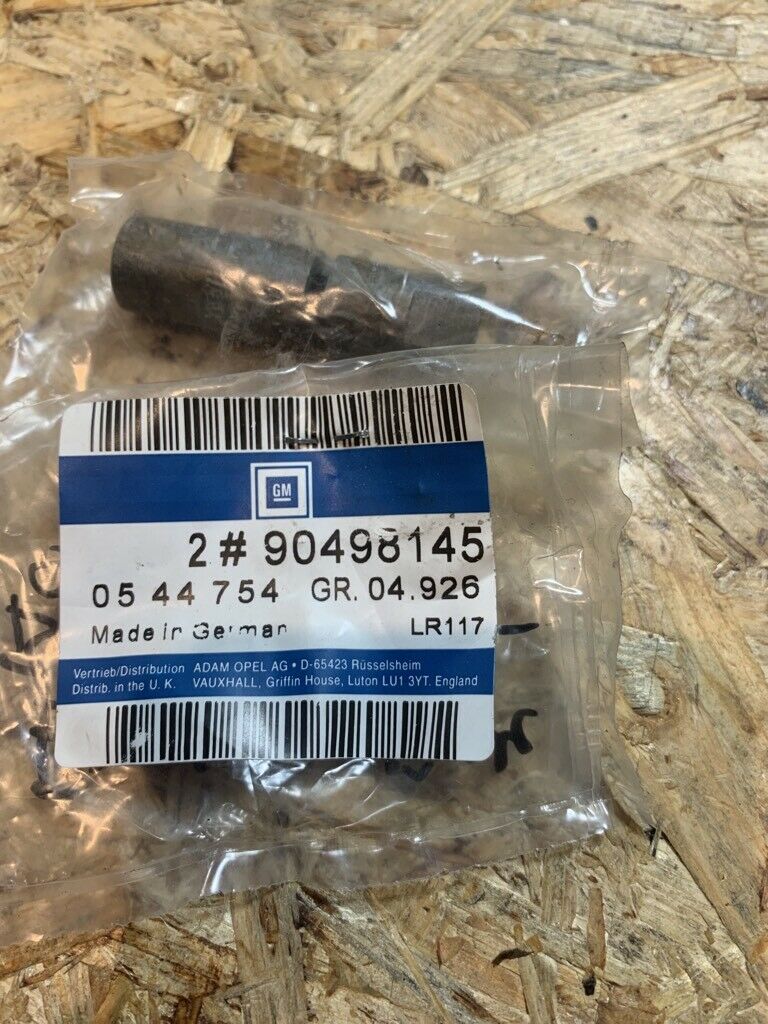 GM
2 # 90498145
05 44 754 GR. 04.926
Made in German
LR117
Vertrieb/Distribution ADAM OPEL AG • D-65423 Rüsselsheim
Distrib. in the U. K. VAUXHALL, Griffin House, Luton LU1 3YT. England